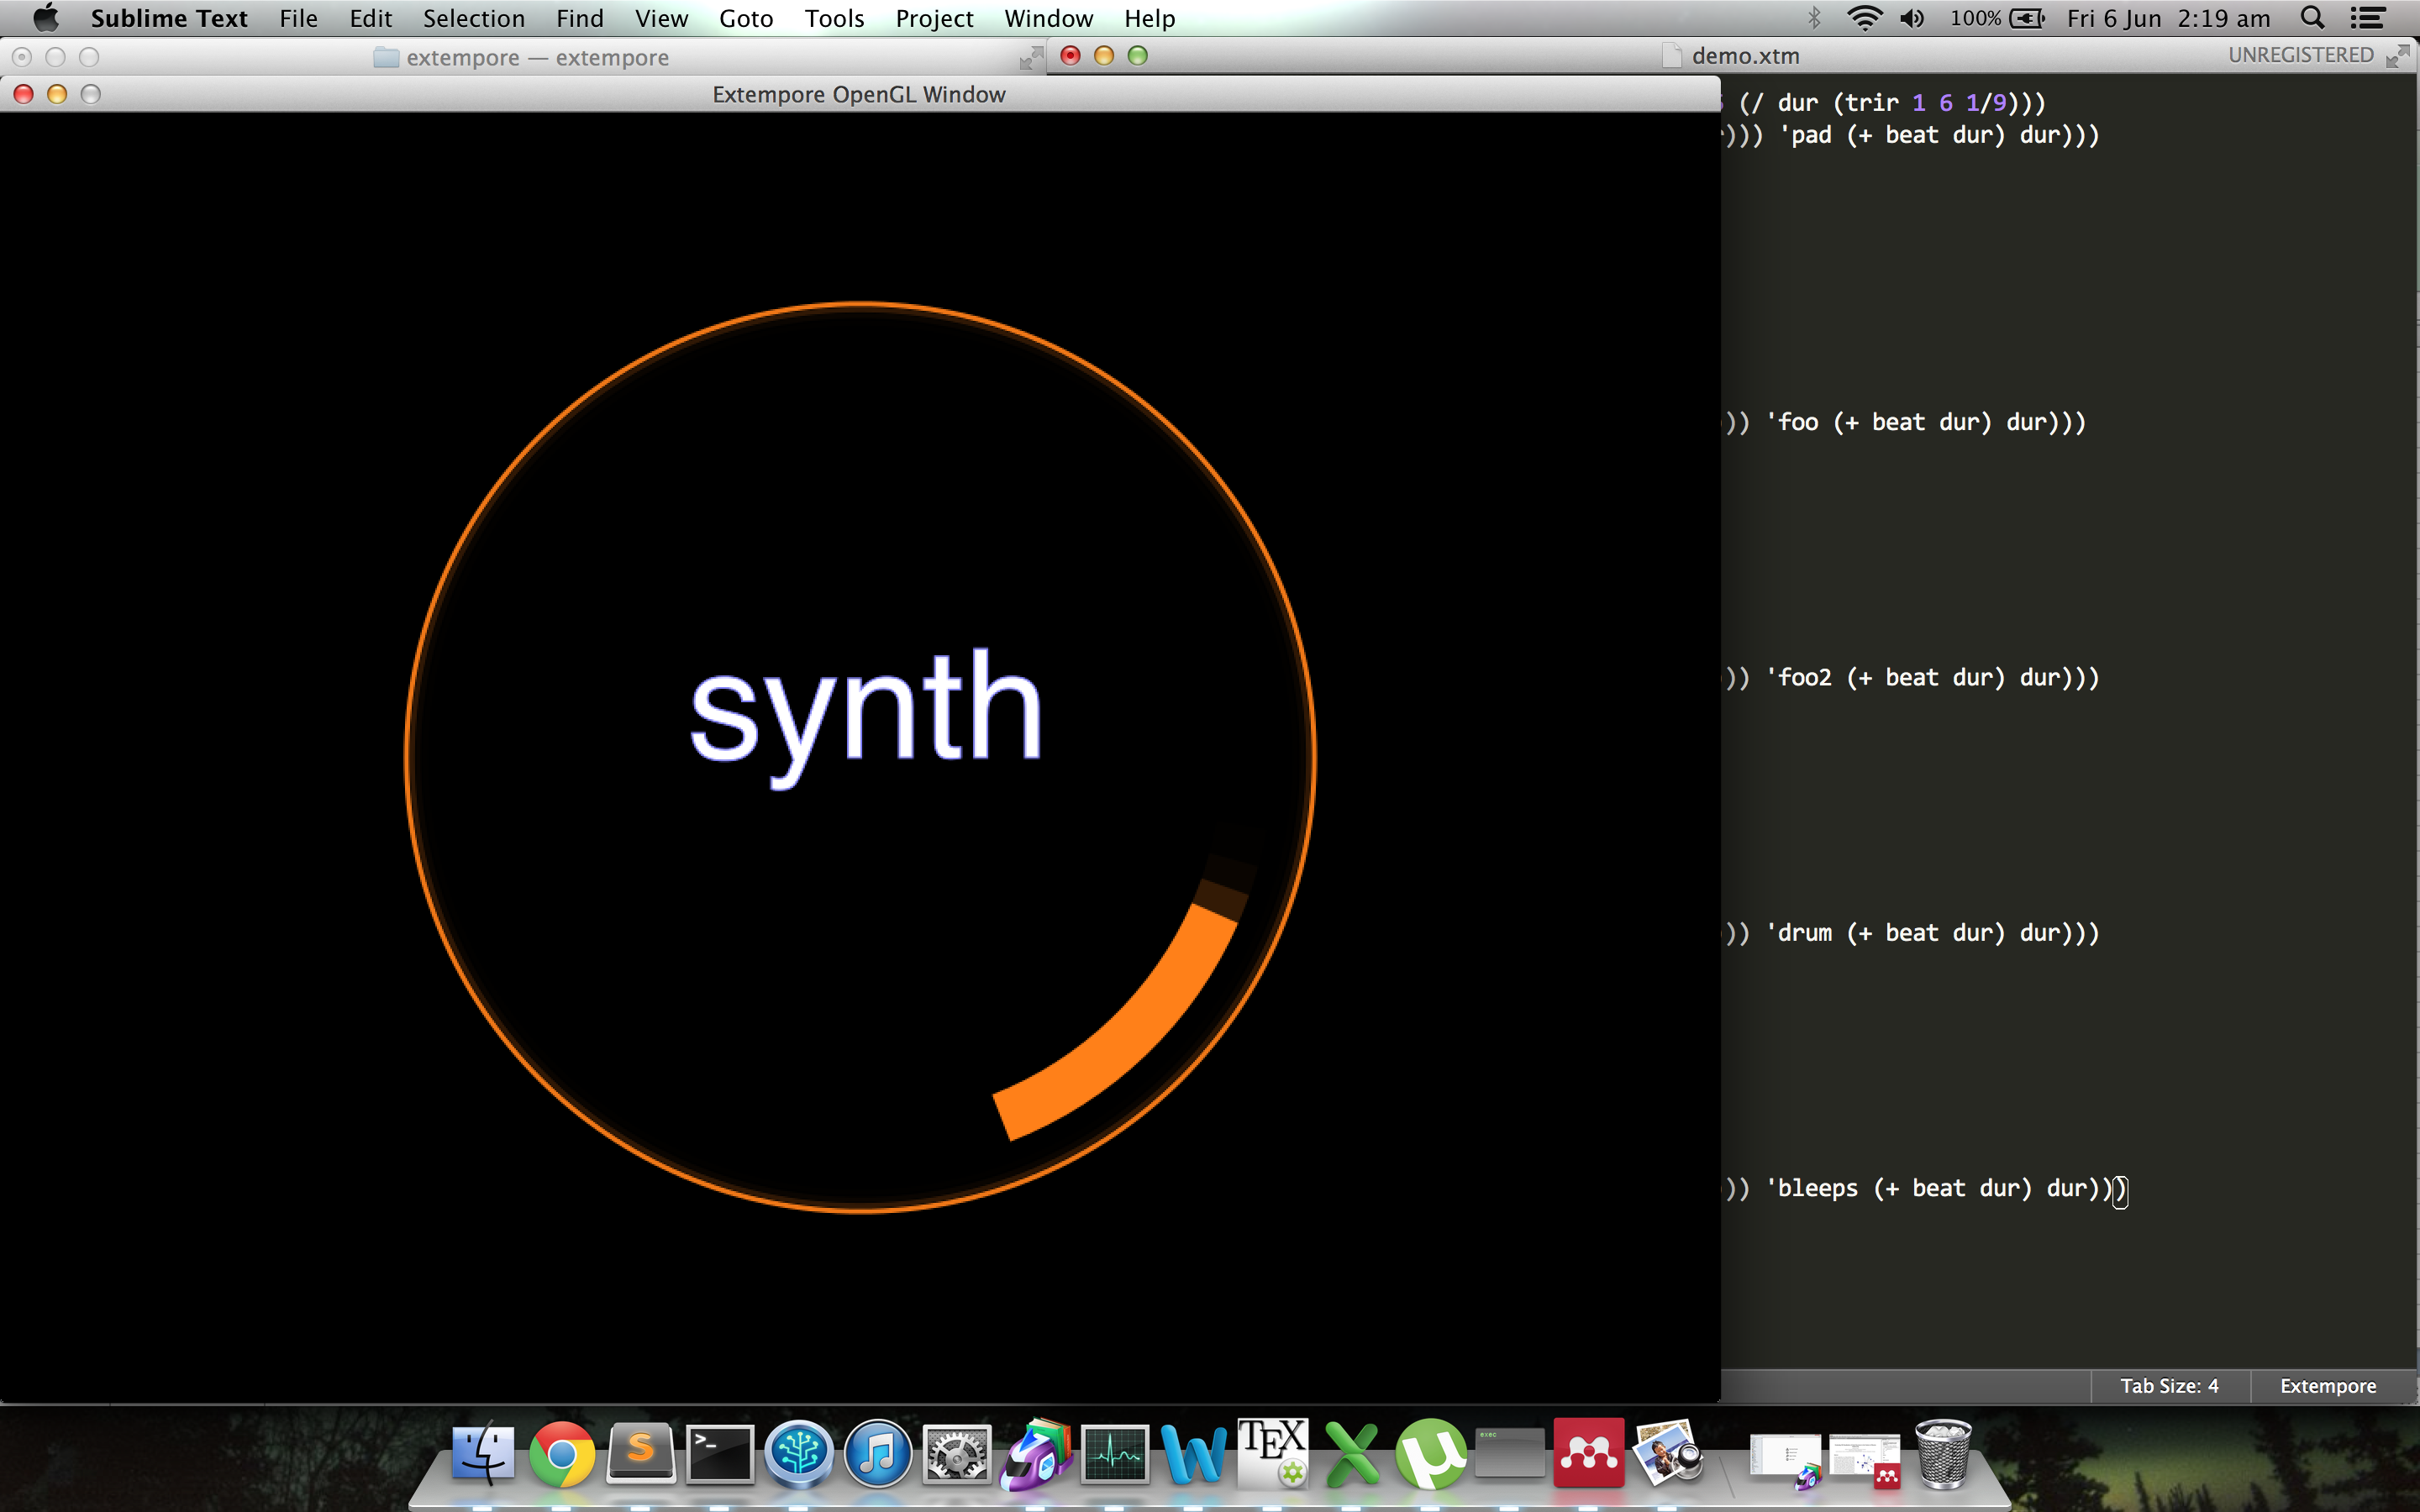 Sublime Text File Edit Selection Find View Goto Tools Project Window Help 100% Fri 6 Jun 2:19 am
extempore — extempore
demo.xtm UNREGISTERED
Extempore OpenGL Window
(/ dur (trir 1 6 1/9)))
))) 'pad (+ beat dur) dur)))
)) 'foo (+ beat dur) dur)))
)) 'foo2 (+ beat dur) dur)))
synth
)) 'drum (+ beat dur) dur)))
)) 'bleeps (+ beat dur) dur)))
Tab Size: 4 Extempore
S >_ W TEX X µ exec